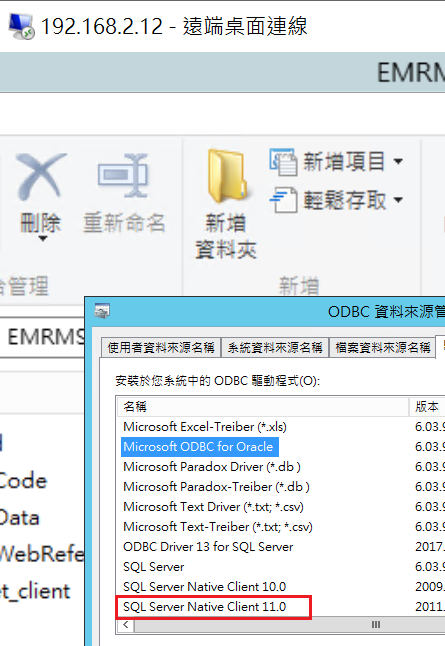 192.168.2.12 - 遠端桌面連線
EMRM
刪除
重新命名
新增
資料夾
新增項目
輕鬆存取
管理
新增
ODBC 資料來源管
EMRMS
使用者資料來源名稱
系統資料來源名稱
檔案資料來源名稱
安裝於您系統中的 ODBC 驅動程式(O):
名稱
版本
Microsoft Excel-Treiber (*.xls)
6.03.9
Microsoft ODBC for Oracle
6.03.9
Microsoft Paradox Driver (*.db )
6.03.9
Microsoft Paradox-Treiber (*.db )
6.03.9
Microsoft Text Driver (*.txt; *.csv)
6.03.9
Microsoft Text-Treiber (*.txt; *.csv)
6.03.9
ODBC Driver 13 for SQL Server
2017.
SQL Server
6.03.9
SQL Server Native Client 10.0
2009.
SQL Server Native Client 11.0
2011.
Code
Data
WebRefe
et_client